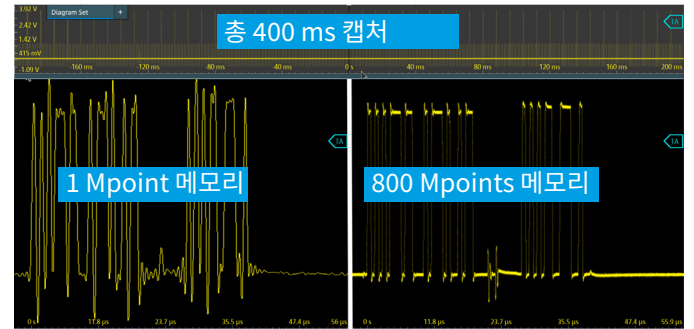 3.92 V
Diagram Set +
2.42 V
1.42 V
415 mV
-1.09 V
총 400 ms 캡처
1A
-160 ms -120 ms -80 ms -40 ms 0 s 40 ms 80 ms 120 ms 160 ms 200 ms
1A 1A
1 Mpoint 메모리 800 Mpoints 메모리
0 s 11.8 µs 23.7 µs 35.5 µs 47.4 µs 56 µs 0 s 11.8 µs 23.7 µs 35.5 µs 47.4 µs 55.9 µs